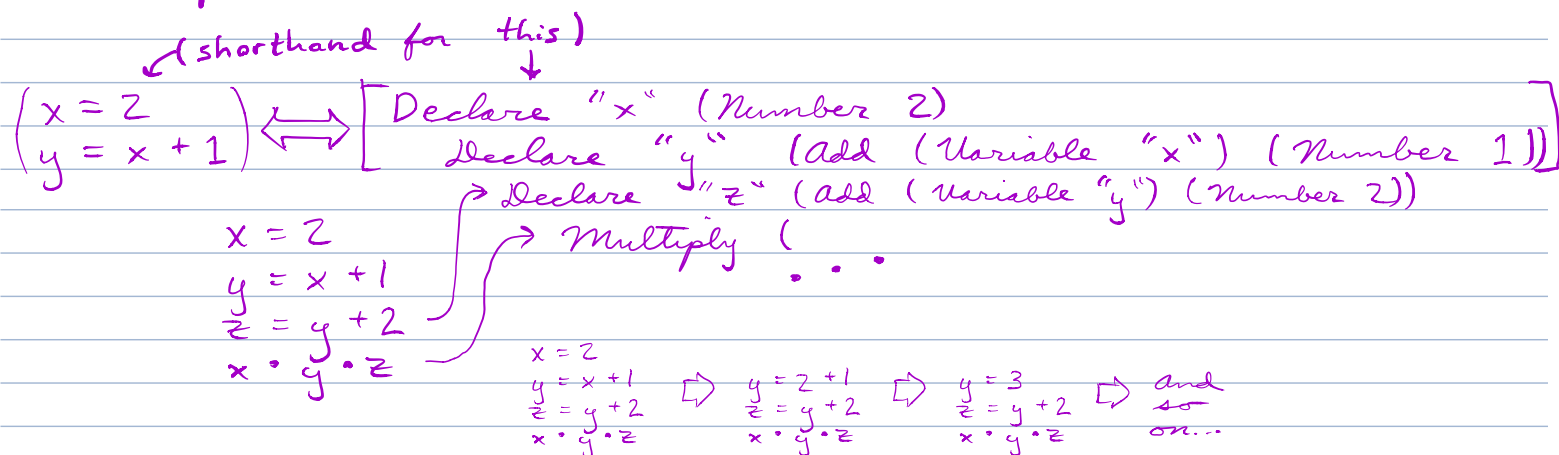 (shorthand for this)
x = 2 ⟺ [Declare "x" (Number 2)
y = x + 1 Declare "y" (Add (Variable "x") (Number 1))]
Declare "z" (Add (Variable "y") (Number 2))
x = 2 Multiply (
y = x + 1 . . .
z = y + 2
x · y · z
x = 2
y = x + 1 ⇨ y = 2 + 1 ⇨ y = 3 ⇨ and
z = y + 2 z = y + 2 z = y + 2 so
x · y · z x · y · z x · y · z on...